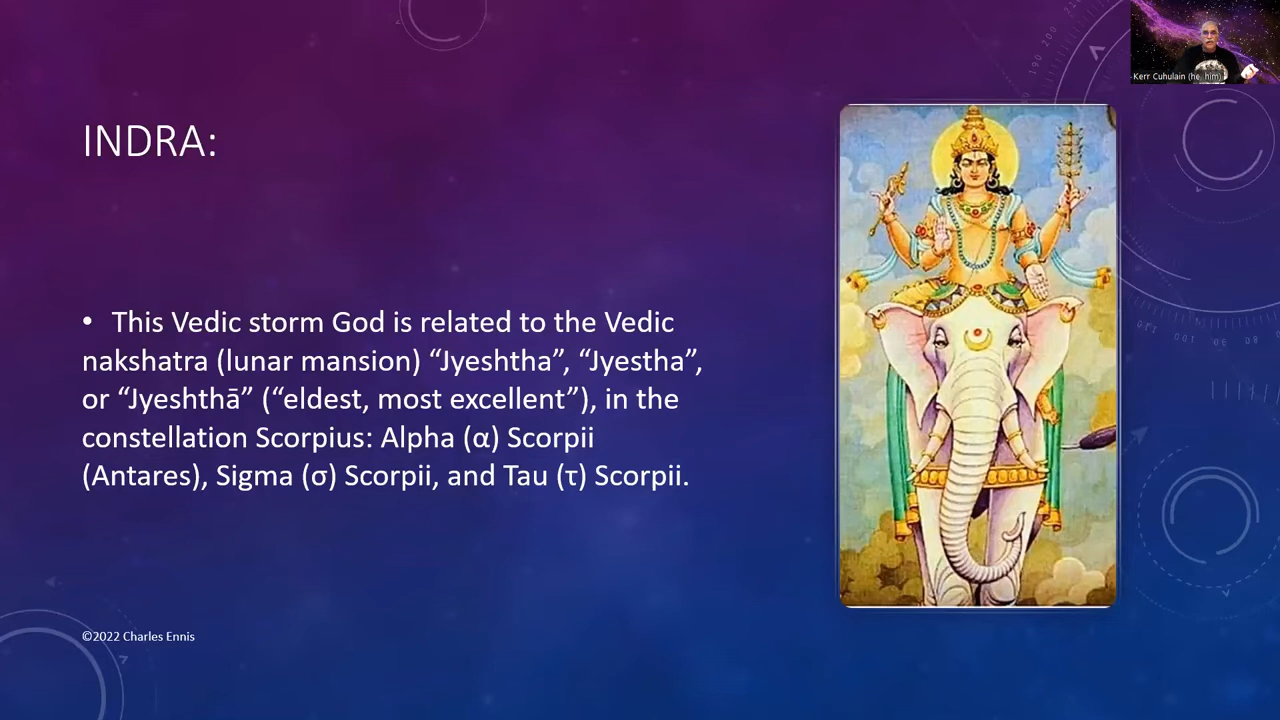 Kerr Cuhulain (he, him)
INDRA:
• This Vedic storm God is related to the Vedic
nakshatra (lunar mansion) “Jyeshtha”, “Jyestha”,
or “Jyeshthā” (“eldest, most excellent”), in the
constellation Scorpius: Alpha (α) Scorpii
(Antares), Sigma (σ) Scorpii, and Tau (τ) Scorpii.
©2022 Charles Ennis